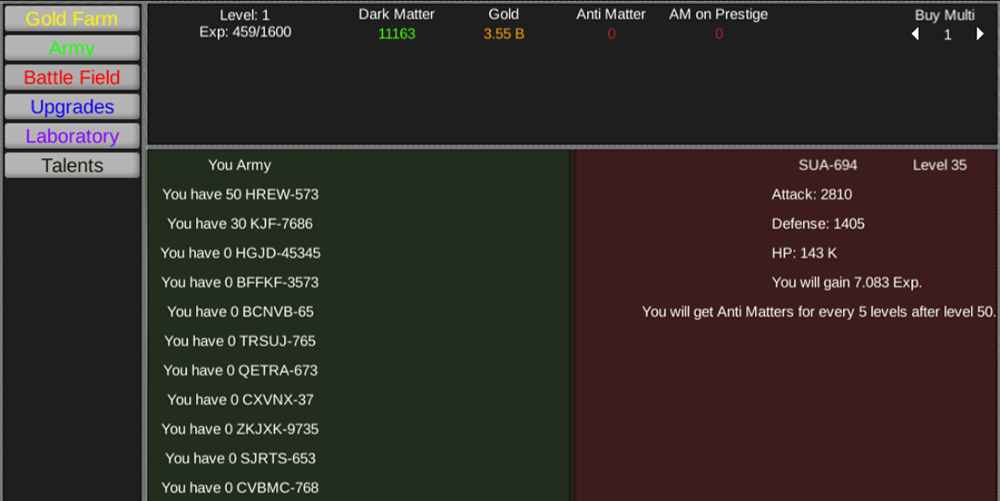 Gold Farm
Army
Battle Field
Upgrades
Laboratory
Talents
Level: 1
Exp: 459/1600
Dark Matter
11163
Gold
3.55 B
Anti Matter
0
AM on Prestige
0
Buy Multi
1
You Army
You have 50 HREW-573
You have 30 KJF-7686
You have 0 HGJD-45345
You have 0 BFFKF-3573
You have 0 BCNVB-65
You have 0 TRSUJ-765
You have 0 QETRA-673
You have 0 CXVNX-37
You have 0 ZKJXK-9735
You have 0 SJRTS-653
You have 0 CVBMC-768
SUA-694 Level 35
Attack: 2810
Defense: 1405
HP: 143 K
You will gain 7.083 Exp.
You will get Anti Matters for every 5 levels after level 50.